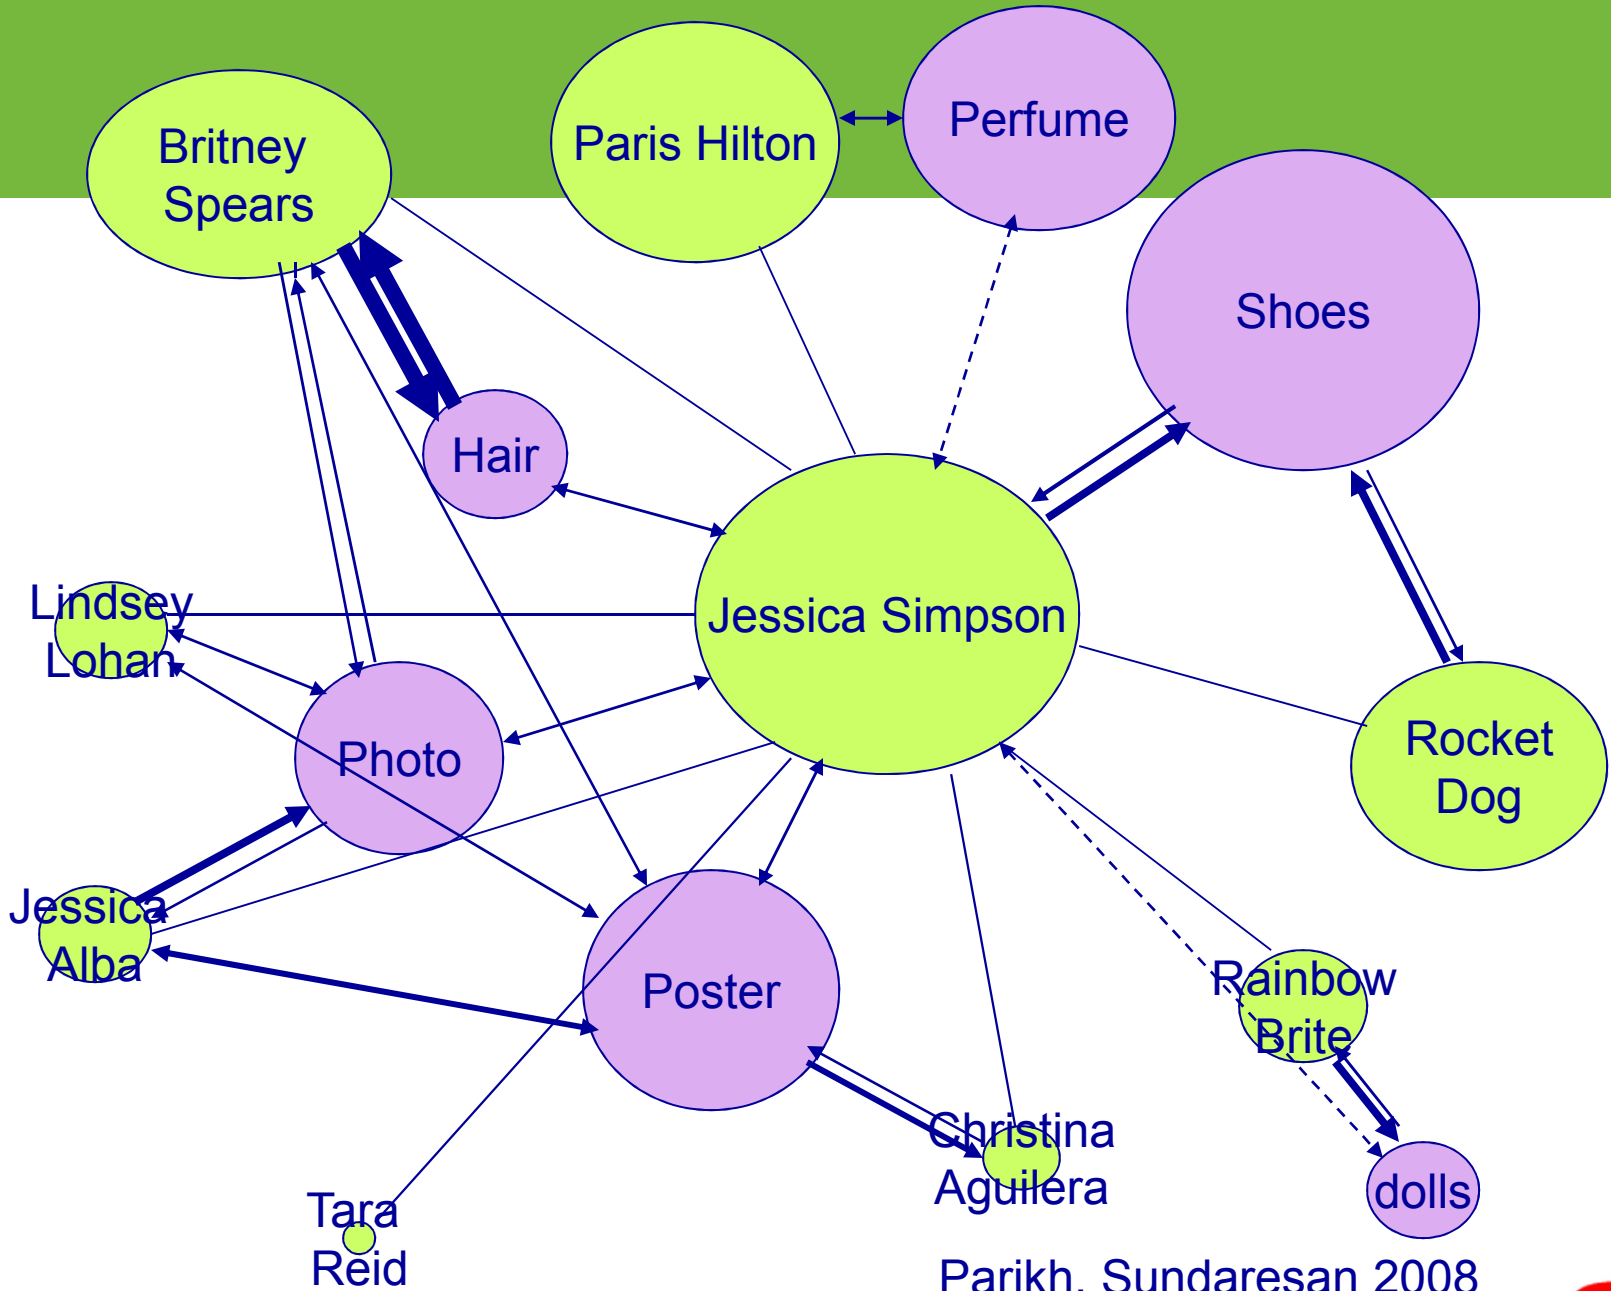 Britney
Spears
Paris Hilton
Perfume
Shoes
Hair
Jessica Simpson
Lindsey
Lohan
Photo
Rocket
Dog
Jessica
Alba
Poster
Rainbow
Brite
Christina
Aguilera
dolls
Tara
Reid
Parikh, Sundaresan 2008